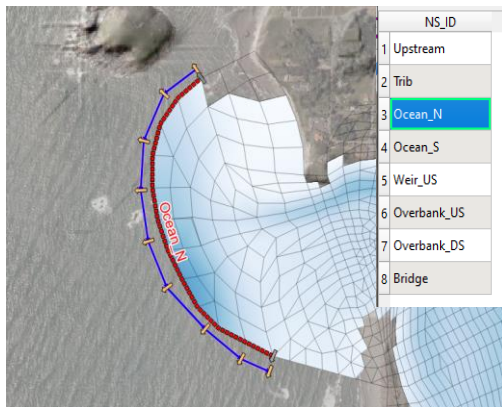 NS_ID
1 Upstream
2 Trib
3 Ocean_N
4 Ocean_S
5 Weir_US
6 Overbank_US
7 Overbank_DS
8 Bridge
Ocean_N